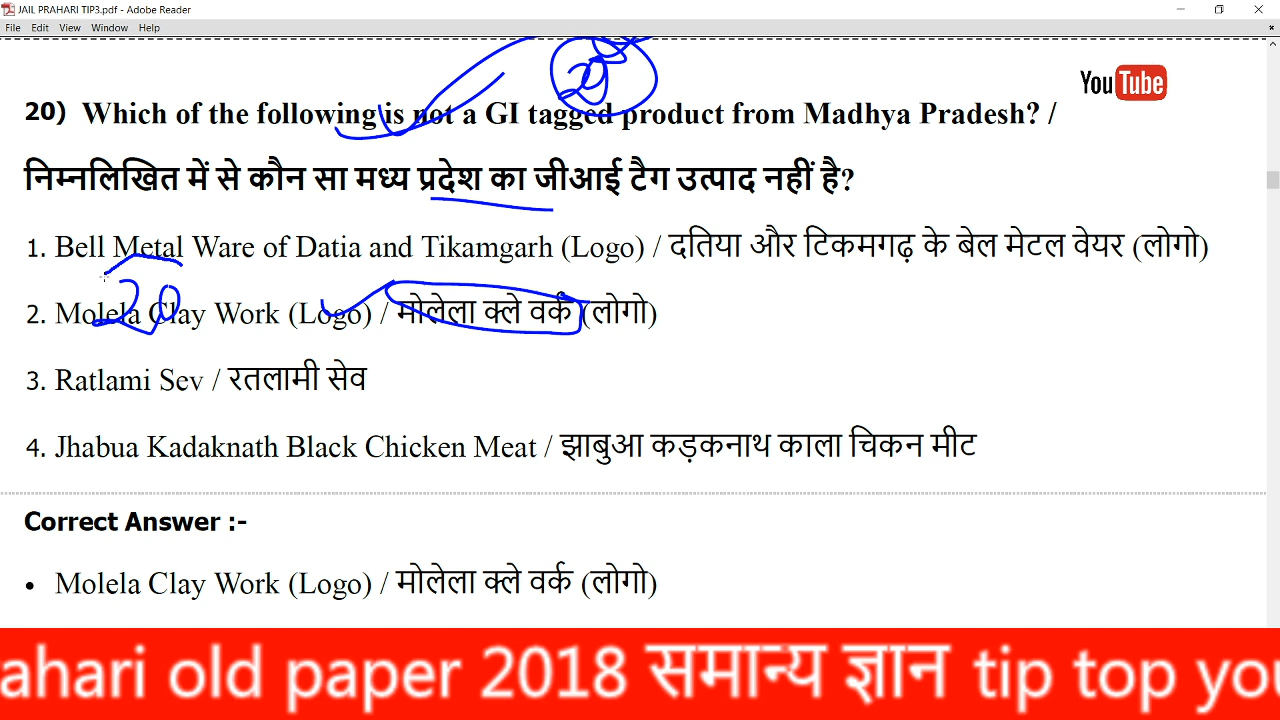 JAIL PRAHARI TIP3.pdf - Adobe Reader
File Edit View Window Help
YouTube
20) Which of the following is not a GI tagged product from Madhya Pradesh? /
निम्नलिखित में से कौन सा मध्य प्रदेश का जीआई टैग उत्पाद नहीं है?
1. Bell Metal Ware of Datia and Tikamgarh (Logo) / दतिया और टिकमगढ़ के बेल मेटल वेयर (लोगो)
20
2. Molela Clay Work (Logo) / मोलेला क्ले वर्क (लोगो)
3. Ratlami Sev / रतलामी सेव
4. Jhabua Kadaknath Black Chicken Meat / झाबुआ कड़कनाथ काला चिकन मीट
Correct Answer :-
• Molela Clay Work (Logo) / मोलेला क्ले वर्क (लोगो)
ahari old paper 2018 समान्य ज्ञान tip top you